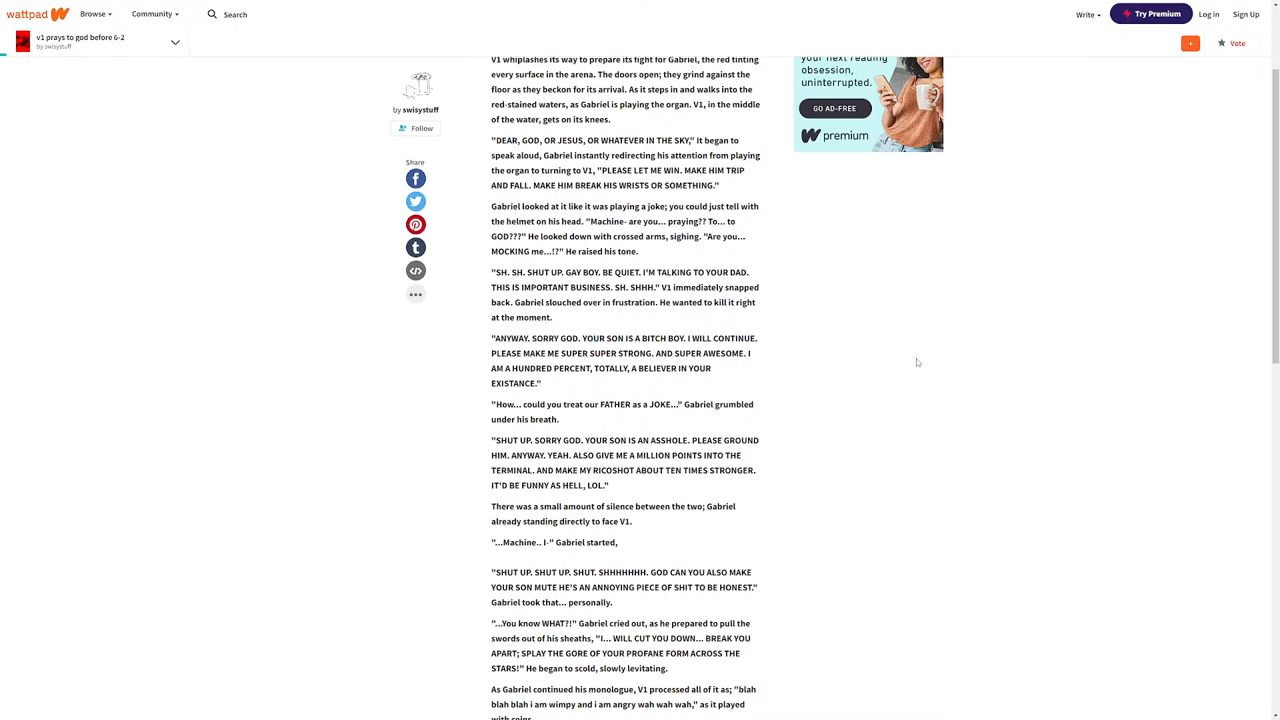 wattpad
Browse
Community
Search
Write
Try Premium
Log in
Sign Up
v1 prays to god before 6-2
by swisystuff
+
Vote
by swisystuff
Follow
Share
V1 whiplashes its way to prepare its fight for Gabriel, the red tinting
every surface in the arena. The doors open; they grind against the
floor as they beckon for its arrival. As it steps in and walks into the
red-stained waters, as Gabriel is playing the organ. V1, in the middle
of the water, gets on its knees.
"DEAR, GOD, OR JESUS, OR WHATEVER IN THE SKY," It began to
speak aloud, Gabriel instantly redirecting his attention from playing
the organ to turning to V1, "PLEASE LET ME WIN. MAKE HIM TRIP
AND FALL. MAKE HIM BREAK HIS WRISTS OR SOMETHING."
Gabriel looked at it like it was playing a joke; you could just tell with
the helmet on his head. "Machine- are you... praying?? To... to
GOD???" He looked down with crossed arms, sighing. "Are you...
MOCKING me...!?" He raised his tone.
"SH. SH. SHUT UP. GAY BOY. BE QUIET. I'M TALKING TO YOUR DAD.
THIS IS IMPORTANT BUSINESS. SH. SHHH." V1 immediately snapped
back. Gabriel slouched over in frustration. He wanted to kill it right
at the moment.
"ANYWAY. SORRY GOD. YOUR SON IS A BITCH BOY. I WILL CONTINUE.
PLEASE MAKE ME SUPER SUPER STRONG. AND SUPER AWESOME. I
AM A HUNDRED PERCENT, TOTALLY, A BELIEVER IN YOUR
EXISTANCE."
"How... could you treat our FATHER as a JOKE..." Gabriel grumbled
under his breath.
"SHUT UP. SORRY GOD. YOUR SON IS AN ASSHOLE. PLEASE GROUND
HIM. ANYWAY. YEAH. ALSO GIVE ME A MILLION POINTS INTO THE
TERMINAL. AND MAKE MY RICOSHOT ABOUT TEN TIMES STRONGER.
IT'D BE FUNNY AS HELL, LOL."
There was a small amount of silence between the two; Gabriel
already standing directly to face V1.
"...Machine.. I-" Gabriel started,
"SHUT UP. SHUT UP. SHUT. SHHHHHHH. GOD CAN YOU ALSO MAKE
YOUR SON MUTE HE'S AN ANNOYING PIECE OF SHIT TO BE HONEST."
Gabriel took that... personally.
"...You know WHAT?!" Gabriel cried out, as he prepared to pull the
swords out of his sheaths, "I... WILL CUT YOU DOWN... BREAK YOU
APART; SPLAY THE GORE OF YOUR PROFANE FORM ACROSS THE
STARS!" He began to scold, slowly levitating.
As Gabriel continued his monologue, V1 processed all of it as; "blah
blah blah i am wimpy and i am angry wah wah wah," as it played
with coins.
your next reading
obsession,
uninterrupted.
GO AD-FREE
premium